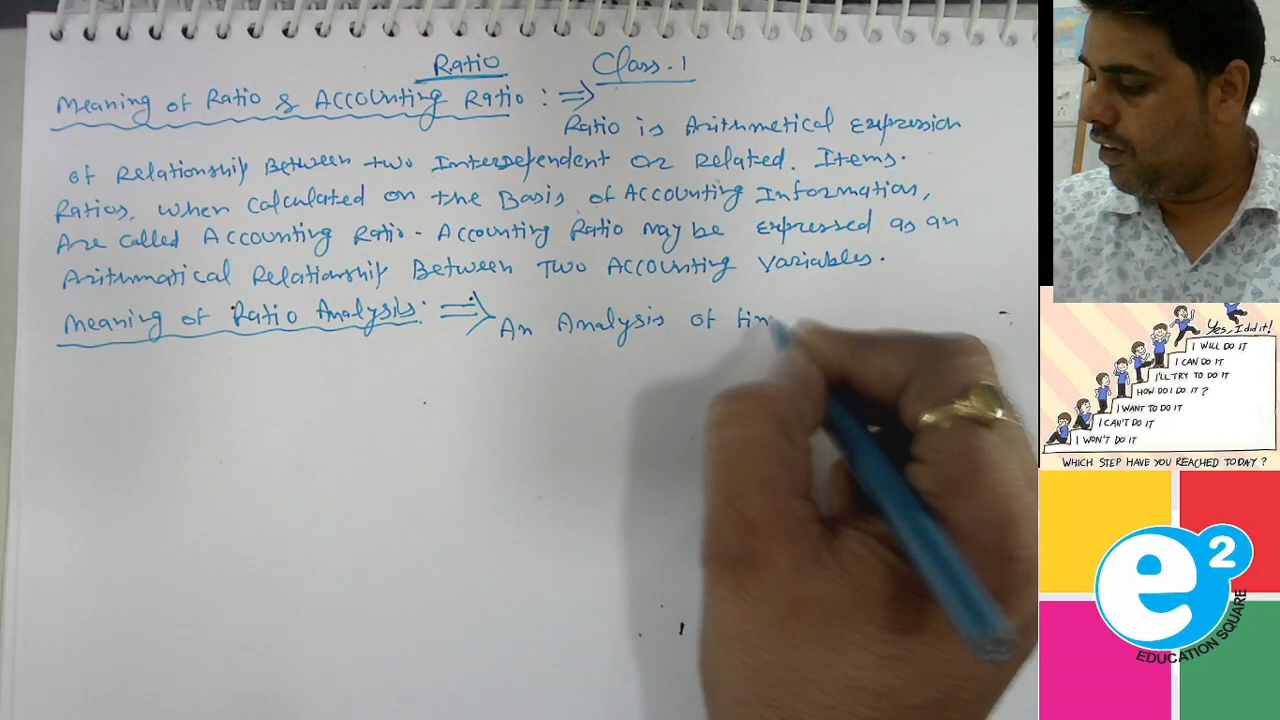 Ratio Class.1
Meaning of Ratio & Accounting Ratio : ⇒
Ratio is Arithmetical expression
of Relationship Between two Interdependent or Related. Items.
Ratios, when calculated on the Basis of Accounting Information,
Are called Accounting Ratio. Accounting Ratio may be expressed as an
Arithmatical Relationship Between Two Accounting variables.
Meaning of Ratio Analysis: ⇒ An Analysis of fin
Yes, I did it!
I WILL DO IT
I CAN DO IT
I'LL TRY TO DO IT
HOW DO I DO IT?
I WANT TO DO IT
I CAN'T DO IT
I WON'T DO IT
WHICH STEP HAVE YOU REACHED TODAY?
e2
EDUCATION SQUARE